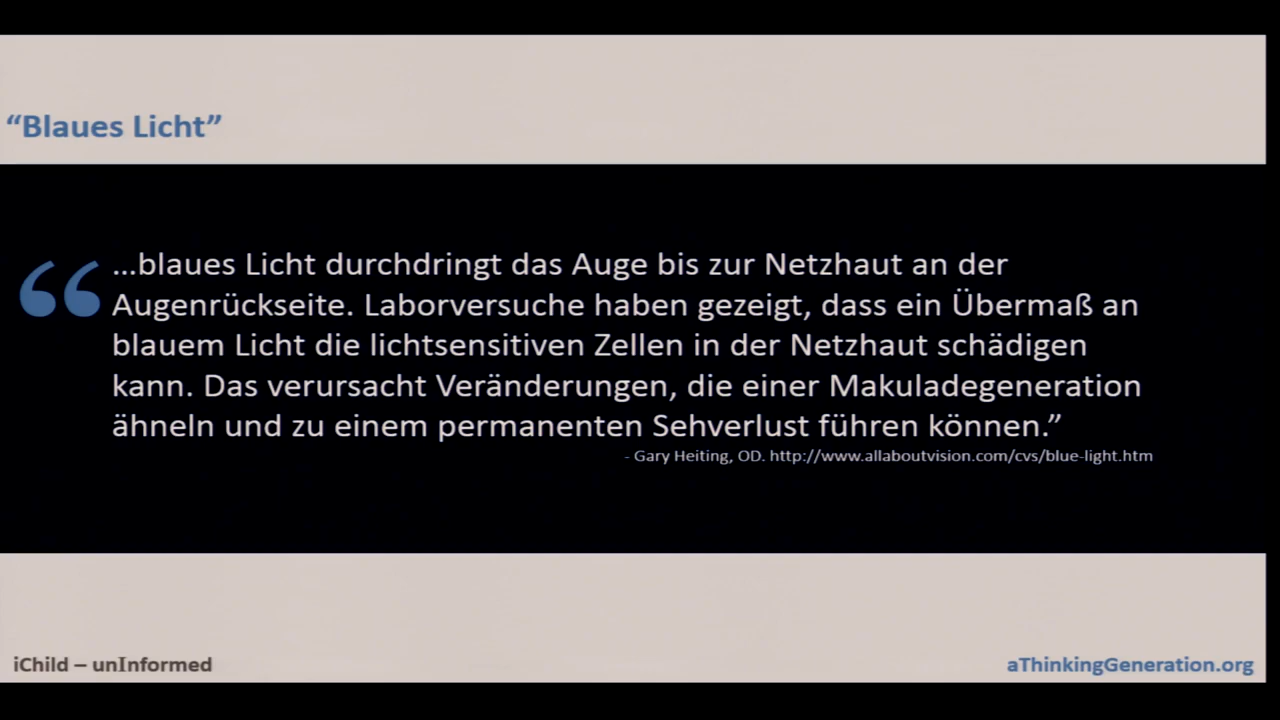 “Blaues Licht”
“...blaues Licht durchdringt das Auge bis zur Netzhaut an der
Augenrückseite. Laborversuche haben gezeigt, dass ein Übermaß an
blauem Licht die lichtsensitiven Zellen in der Netzhaut schädigen
kann. Das verursacht Veränderungen, die einer Makuladegeneration
ähneln und zu einem permanenten Sehverlust führen können.”
- Gary Heiting, OD. http://www.allaboutvision.com/cvs/blue-light.htm
iChild – unInformed
aThinkingGeneration.org